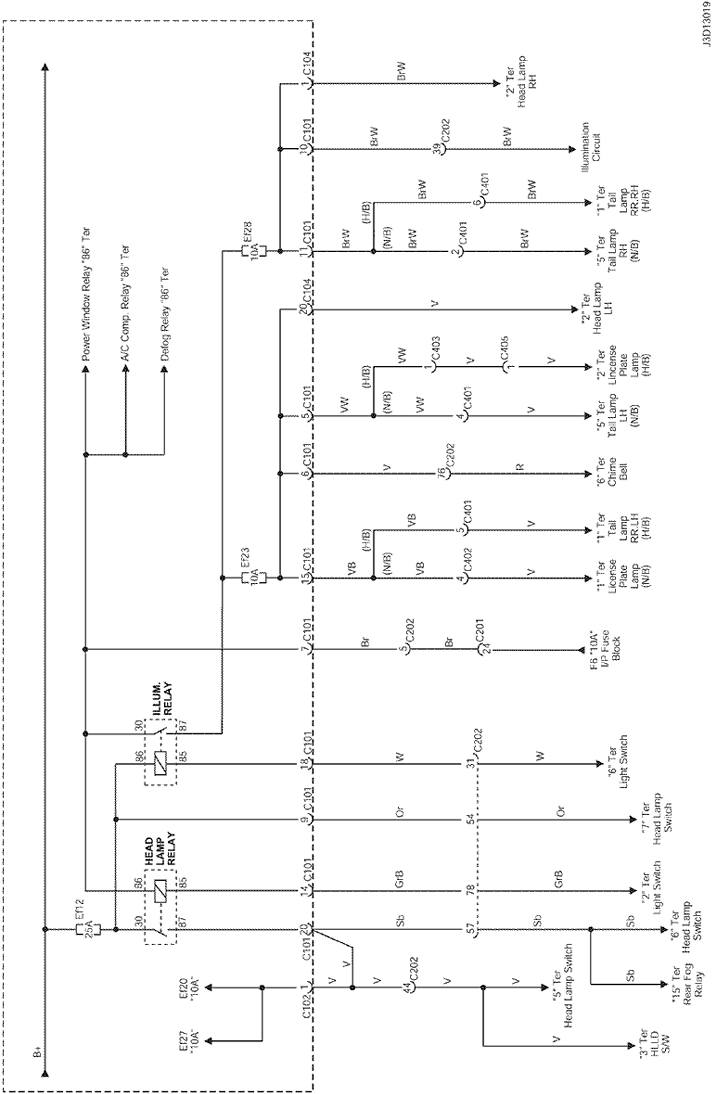 J3D13019
B+
Ef12
25A
Ef20
"10A"
Ef27
"10A"
HEAD
LAMP
RELAY
30
86
87
85
ILLUM.
RELAY
86
30
85
87
Power Window Relay "86" Ter
A/C Comp. Relay "86" Ter
Defog Relay "86" Ter
Ef23
10A
Ef28
10A
C102
1
C101
20
14
C101
9
C101
18
C101
7
C101
15
C101
6
C101
5
C101
20
C104
11
C101
10
C101
1
C104
V
V
V
44
C202
V
V
"3" Ter
HLLD
S/W
"5" Ter
Head Lamp Switch
Sb
57
Sb
Sb
Sb
"15" Ter
Rear Fog
Relay
"6" Ter
Head Lamp
Switch
GrB
78
GrB
"2" Ter
Light Switch
Or
54
Or
"7" Ter
Head Lamp
Switch
W
31
C202
W
"6" Ter
Light Switch
Br
5
C202
Br
24
C201
F6 "10A"
I/P Fuse
Block
VB
(H/B)
(N/B)
VB
4
C402
V
"1" Ter
License
Plate
Lamp
(N/B)
5
C401
V
"1" Ter
Tail
Lamp
RR.LH
(H/B)
V
76
C202
R
"6" Ter
Chime
Bell
VW
(H/B)
(N/B)
VW
4
C401
V
"5" Ter
Tail Lamp
LH
(N/B)
VW
1
C403
V
1
C406
V
"2" Ter
Lincense
Plate
Lamp
(H/B)
V
"2" Ter
Head Lamp
LH
BrW
(H/B)
(N/B)
BrW
2
C401
BrW
"5" Ter
Tail Lamp
RH
(N/B)
BrW
6
C401
BrW
"1" Ter
Tail
Lamp
RR.RH
(H/B)
BrW
39
C202
BrW
Illumination
Circuit
BrW
"2" Ter
Head Lamp
RH